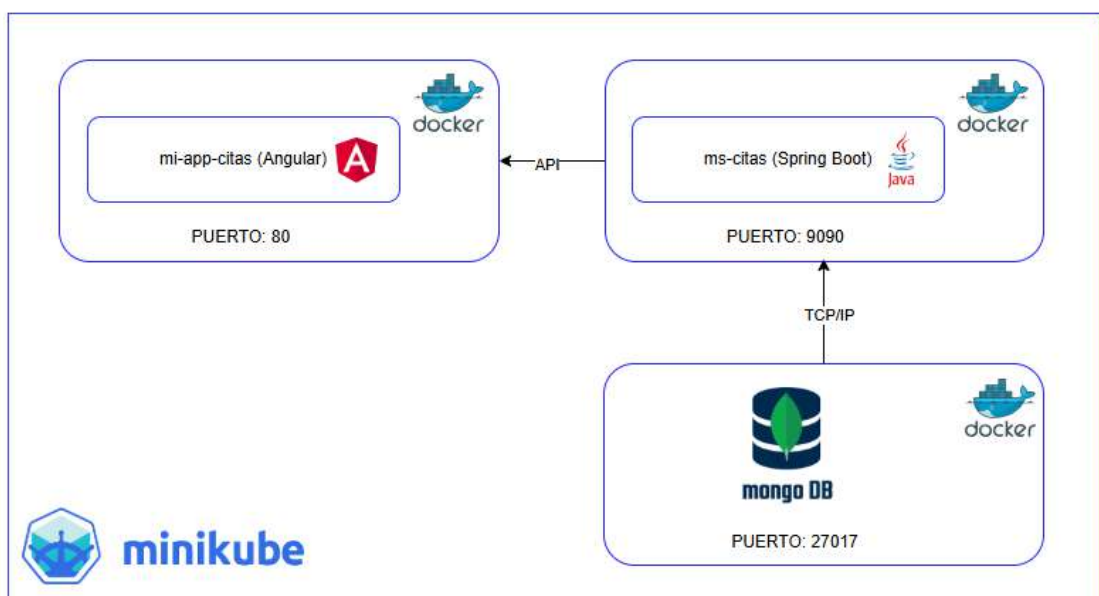 docker
mi-app-citas (Angular)
A
PUERTO: 80
API
docker
ms-citas (Spring Boot)
Java
PUERTO: 9090
TCP/IP
docker
mongo DB
PUERTO: 27017
minikube